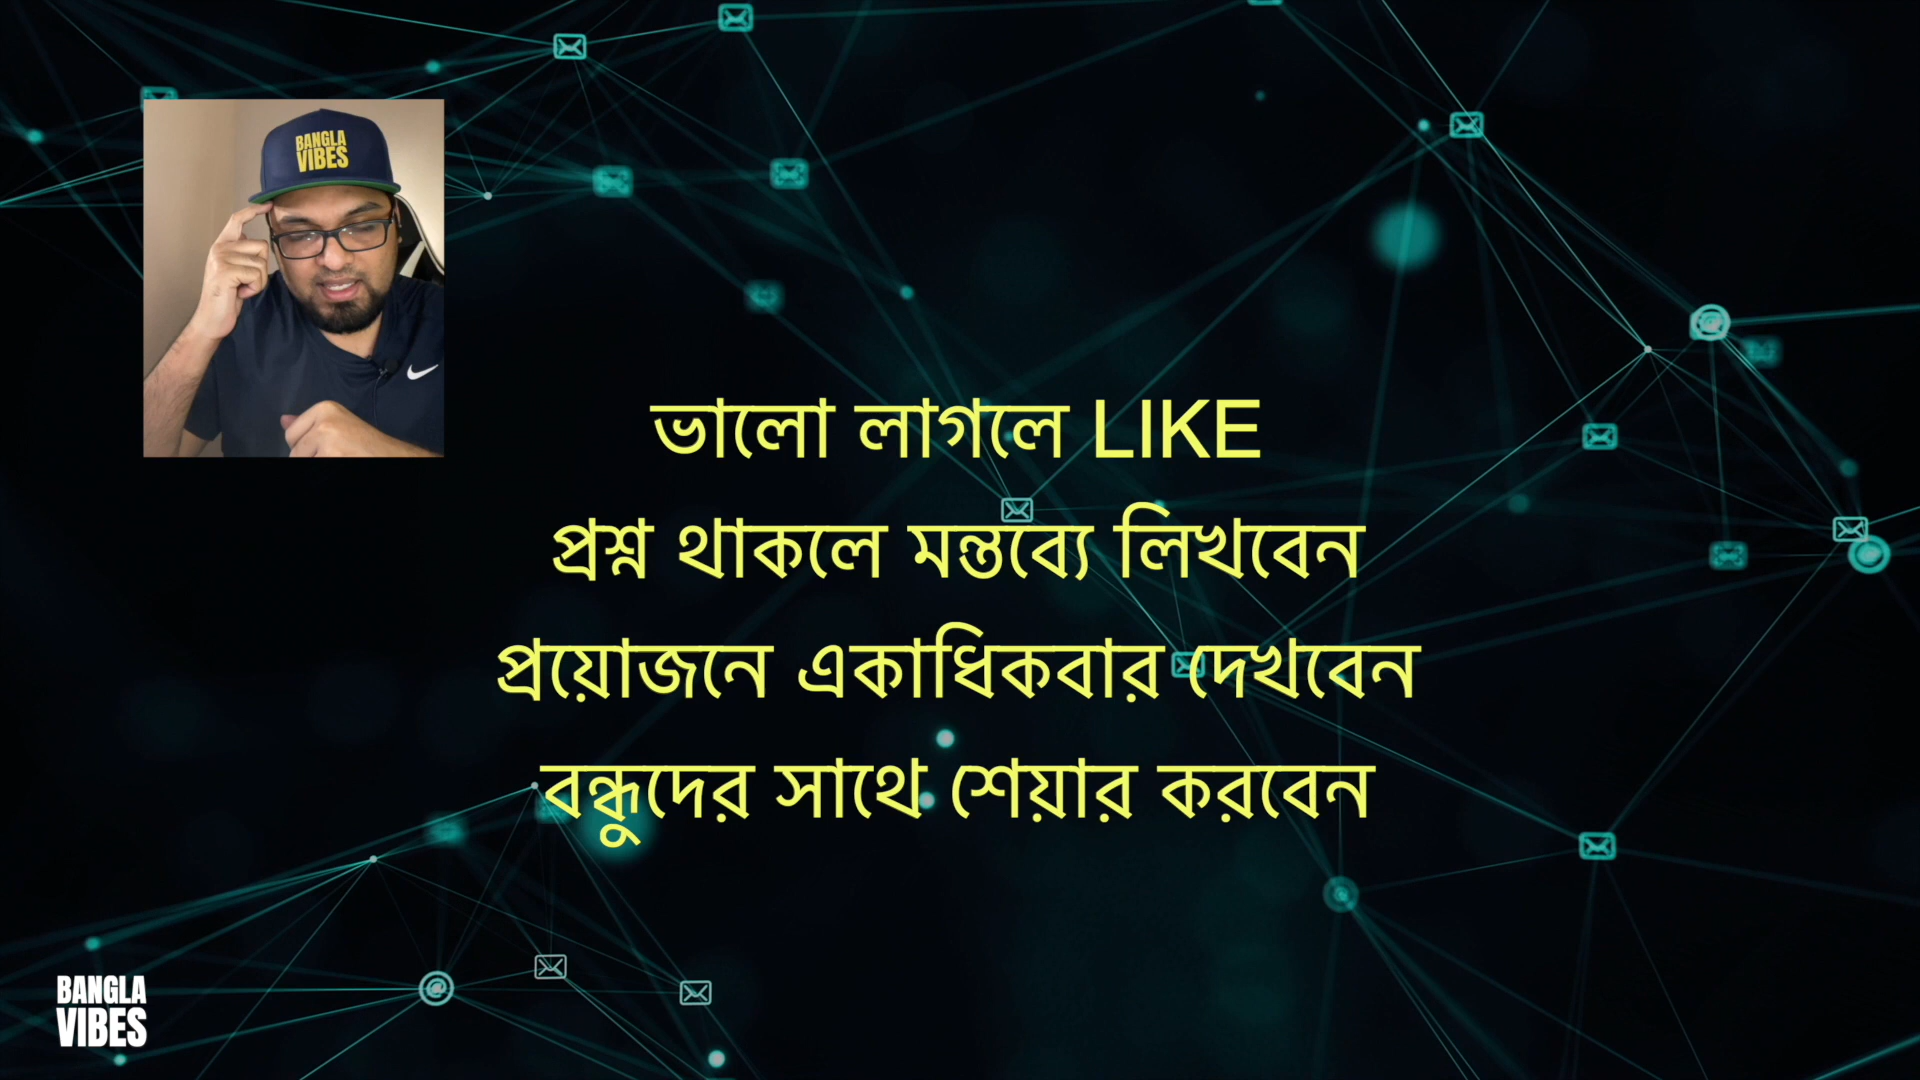 BANGLA
VIBES
ভালো লাগলে LIKE
প্রশ্ন থাকলে মন্তব্যে লিখবেন
প্রয়োজনে একাধিকবার দেখবেন
বন্ধুদের সাথে শেয়ার করবেন
BANGLA
VIBES